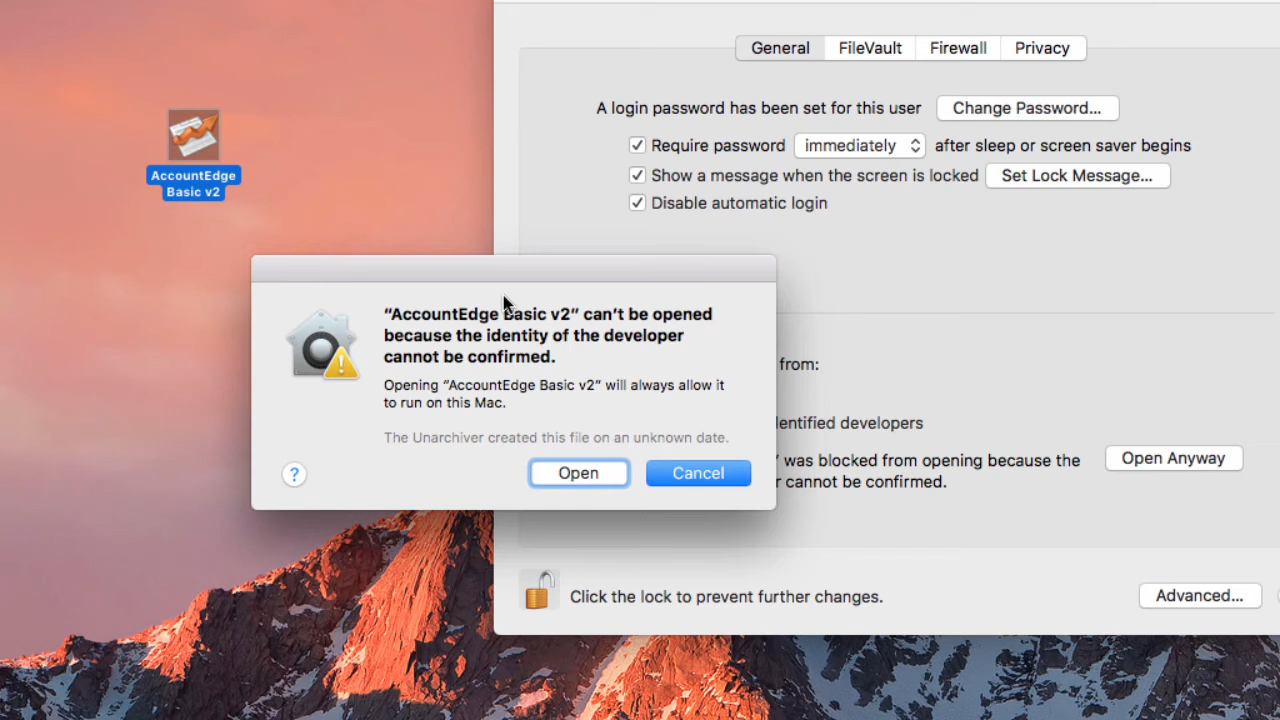 General
FileVault
Firewall
Privacy
A login password has been set for this user
Change Password...
Require password
immediately
after sleep or screen saver begins
Show a message when the screen is locked
Set Lock Message...
Disable automatic login
AccountEdge
Basic v2
“AccountEdge Basic v2” can’t be opened
because the identity of the developer
cannot be confirmed.
Opening “AccountEdge Basic v2” will always allow it
to run on this Mac.
The Unarchiver created this file on an unknown date.
?
Open
Cancel
from:
dentified developers
” was blocked from opening because the
r cannot be confirmed.
Open Anyway
Click the lock to prevent further changes.
Advanced...